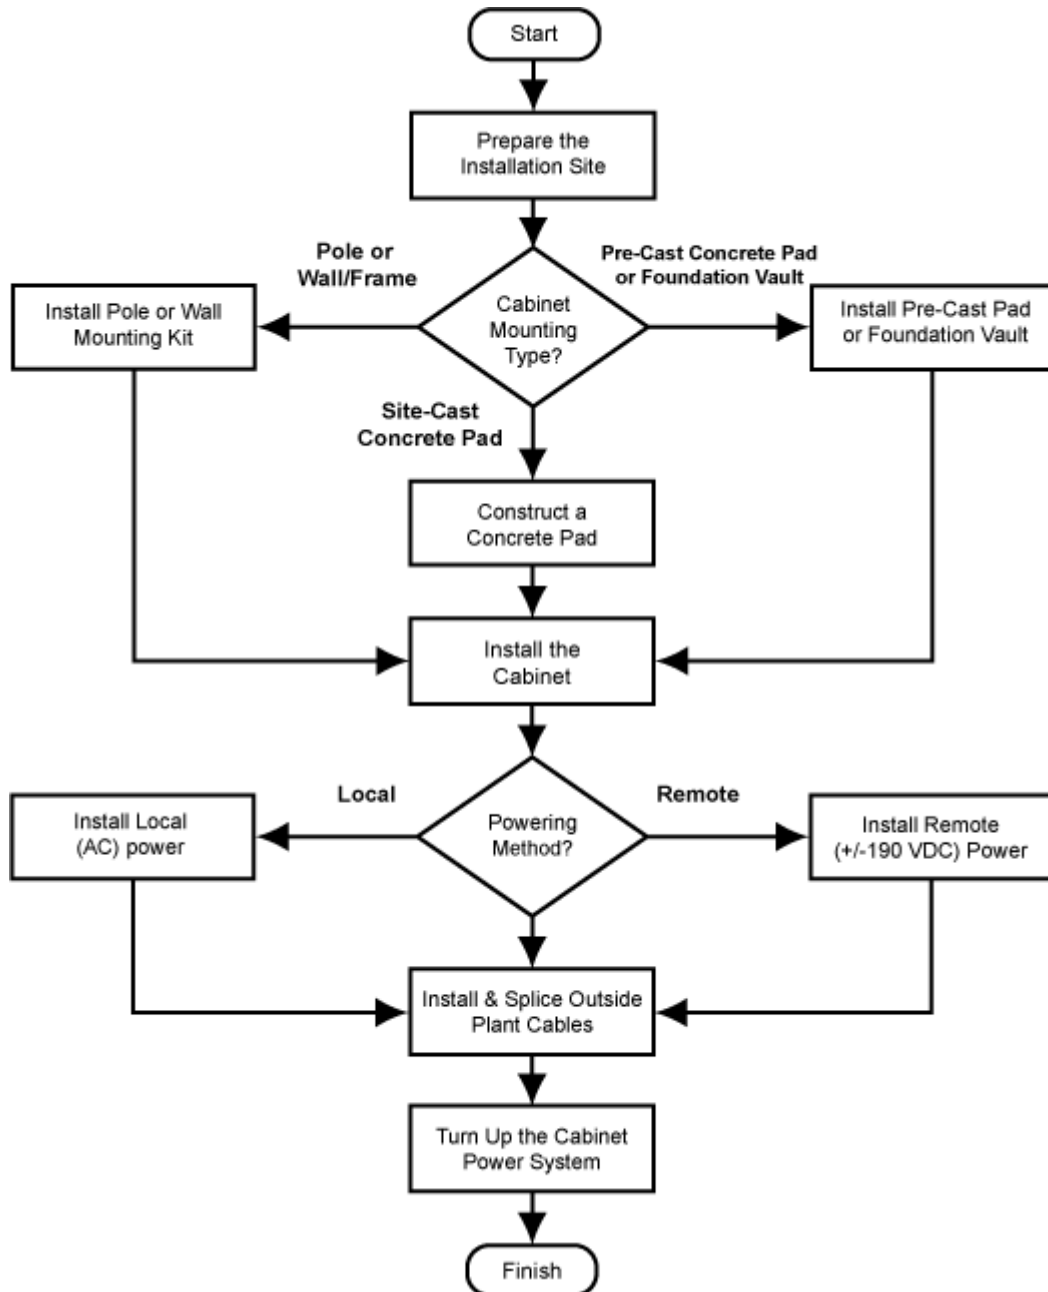 Start
Prepare the
Installation Site
Pole or
Wall/Frame
Pre-Cast Concrete Pad
or Foundation Vault
Install Pole or Wall
Mounting Kit
Cabinet
Mounting
Type?
Install Pre-Cast Pad
or Foundation Vault
Site-Cast
Concrete Pad
Construct a
Concrete Pad
Install the
Cabinet
Local
Remote
Install Local
(AC) power
Powering
Method?
Install Remote
(+/-190 VDC) Power
Install & Splice Outside
Plant Cables
Turn Up the Cabinet
Power System
Finish